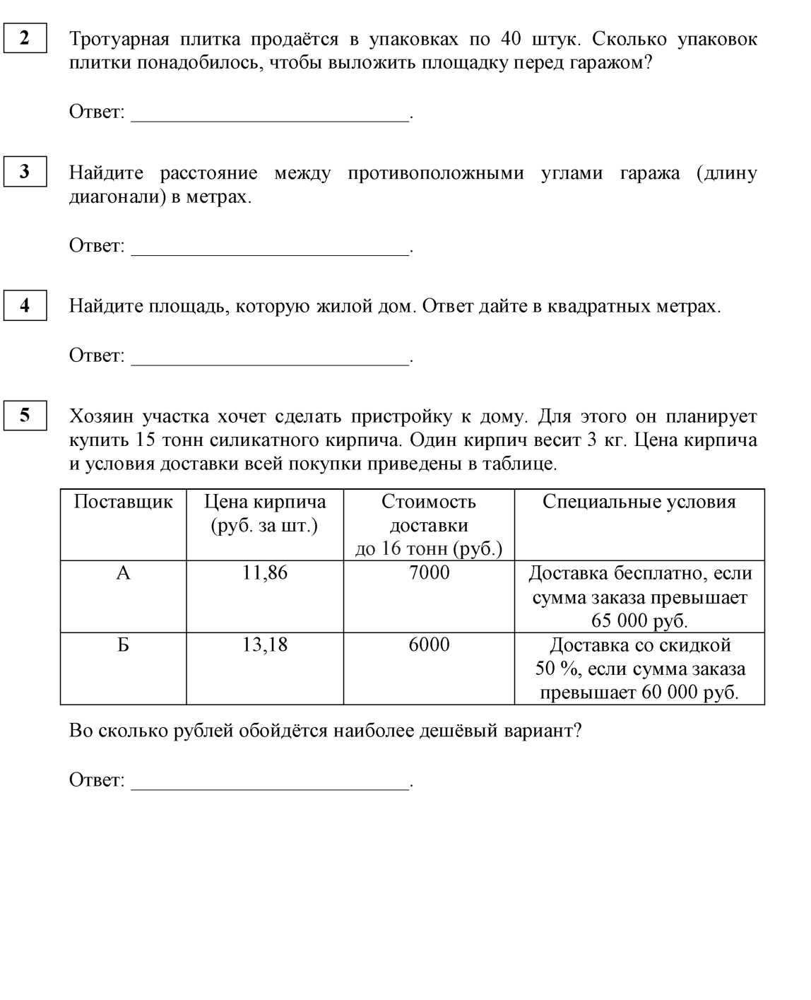 2
Тротуарная плитка продаётся в упаковках по 40 штук. Сколько упаковок
плитки понадобилось, чтобы выложить площадку перед гаражом?
Ответ: ____________________________.
3
Найдите расстояние между противоположными углами гаража (длину
диагонали) в метрах.
Ответ: ____________________________.
4
Найдите площадь, которую жилой дом. Ответ дайте в квадратных метрах.
Ответ: ____________________________.
5
Хозяин участка хочет сделать пристройку к дому. Для этого он планирует
купить 15 тонн силикатного кирпича. Один кирпич весит 3 кг. Цена кирпича
и условия доставки всей покупки приведены в таблице.
Поставщик
Цена кирпича
(руб. за шт.)
Стоимость
доставки
до 16 тонн (руб.)
Специальные условия
А
11,86
7000
Доставка бесплатно, если
сумма заказа превышает
65 000 руб.
Б
13,18
6000
Доставка со скидкой
50 %, если сумма заказа
превышает 60 000 руб.
Во сколько рублей обойдётся наиболее дешёвый вариант?
Ответ: ____________________________.